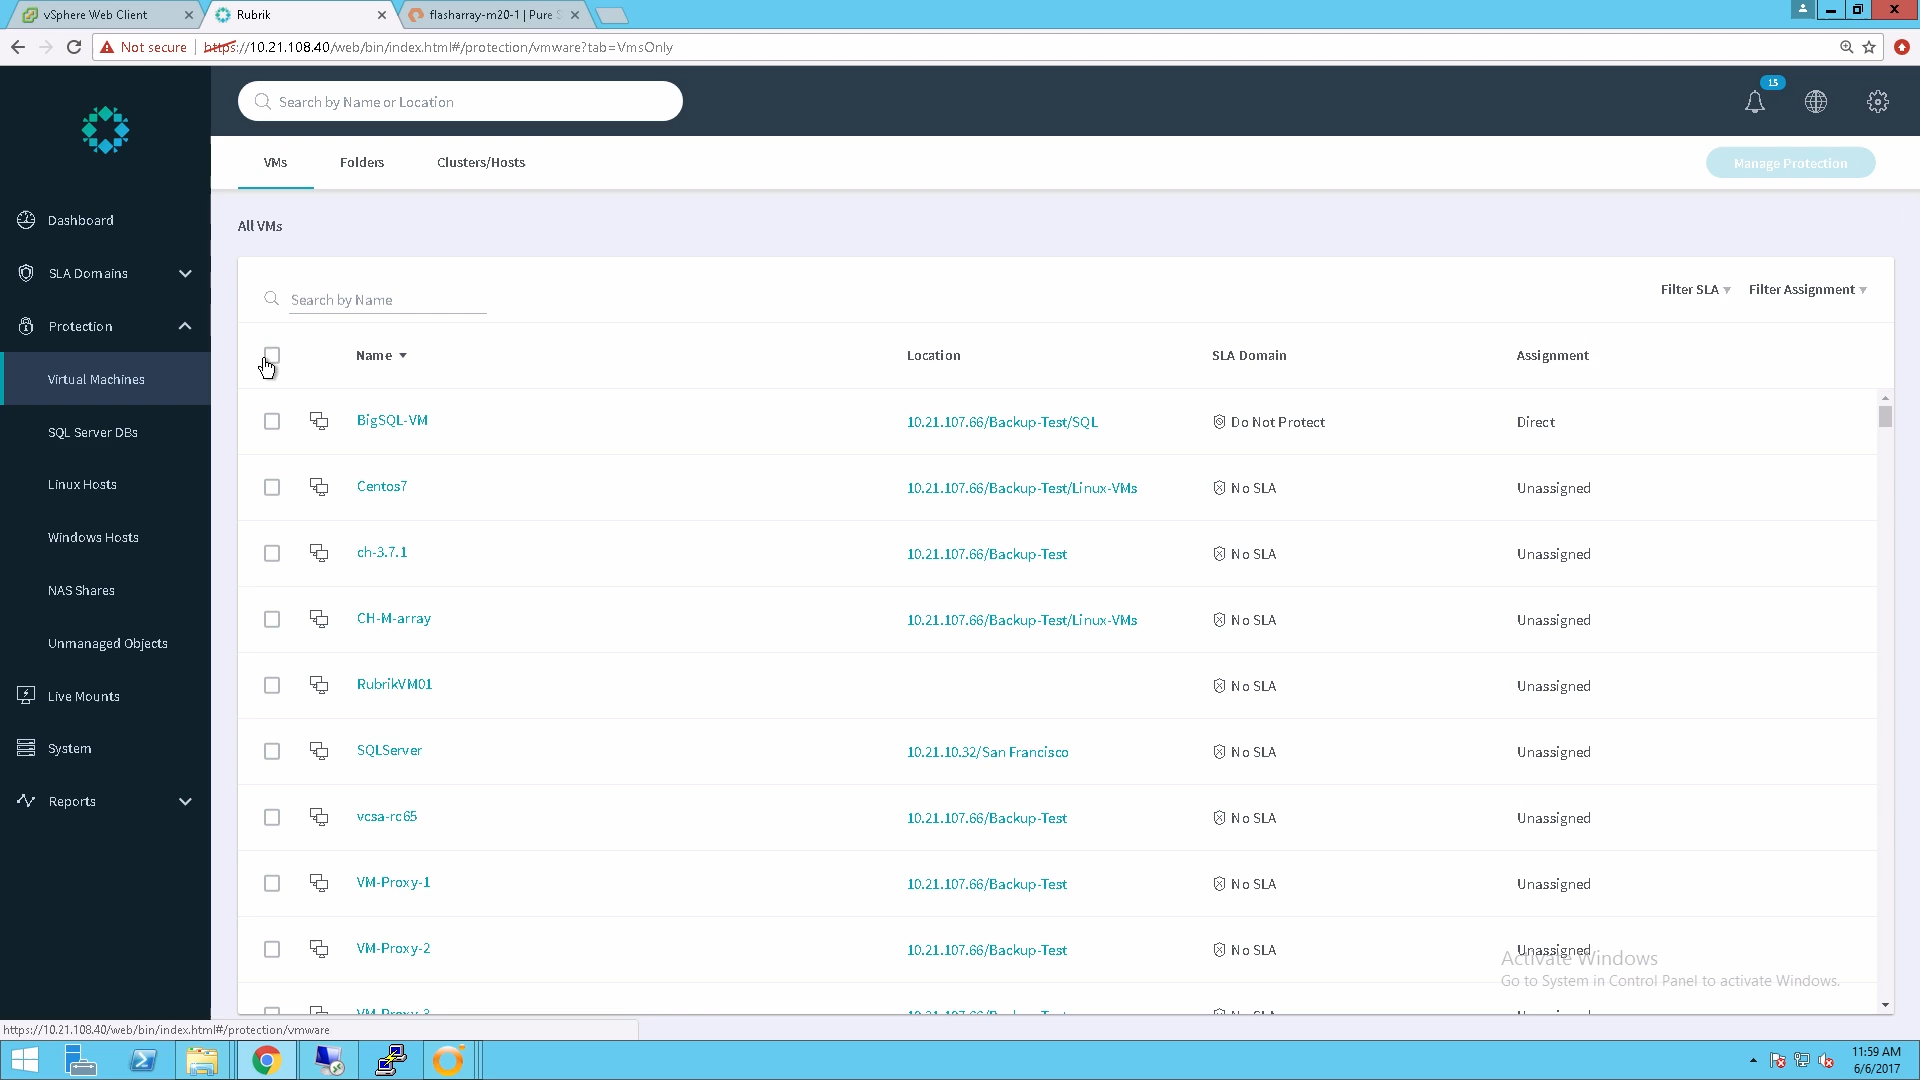 vSphere Web Client
Rubrik
flasharray-m20-1 | Pure S
Not secure
https://10.21.108.40/web/bin/index.html#/protection/vmware?tab=VmsOnly
Search by Name or Location
15
VMs
Folders
Clusters/Hosts
Manage Protection
Dashboard
SLA Domains
Protection
Virtual Machines
SQL Server DBs
Linux Hosts
Windows Hosts
NAS Shares
Unmanaged Objects
Live Mounts
System
Reports
All VMs
Search by Name
Filter SLA
Filter Assignment
Name Location SLA Domain Assignment
BigSQL-VM 10.21.107.66/Backup-Test/SQL Do Not Protect Direct
Centos7 10.21.107.66/Backup-Test/Linux-VMs No SLA Unassigned
ch-3.7.1 10.21.107.66/Backup-Test No SLA Unassigned
CH-M-array 10.21.107.66/Backup-Test/Linux-VMs No SLA Unassigned
RubrikVM01 No SLA Unassigned
SQLServer 10.21.10.32/San Francisco No SLA Unassigned
vcsa-rc65 10.21.107.66/Backup-Test No SLA Unassigned
VM-Proxy-1 10.21.107.66/Backup-Test No SLA Unassigned
VM-Proxy-2 10.21.107.66/Backup-Test No SLA Unassigned
Activate Windows
Go to System in Control Panel to activate Windows.
https://10.21.108.40/web/bin/index.html#/protection/vmware
11:59 AM
6/6/2017